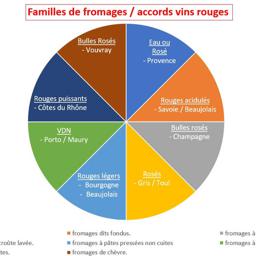 Familles de fromages / accords vins rouges
Bulles Rosés
- Vouvray
Eau ou
Rosé
- Provence
Rouges puissants
- Côtes du Rhône
Rouges acidulés
- Savoie / Beaujolais
VDN
- Porto / Maury
Bulles rosés
- Champagne
Rouges légers
- Bourgogne
- Beaujolais
Rosés
- Gris / Toul
fromages dits fondus.
fromages à
croûte lavée.
fromages à pâtes pressées non cuites
fromages à
tes.
fromages de chèvre.